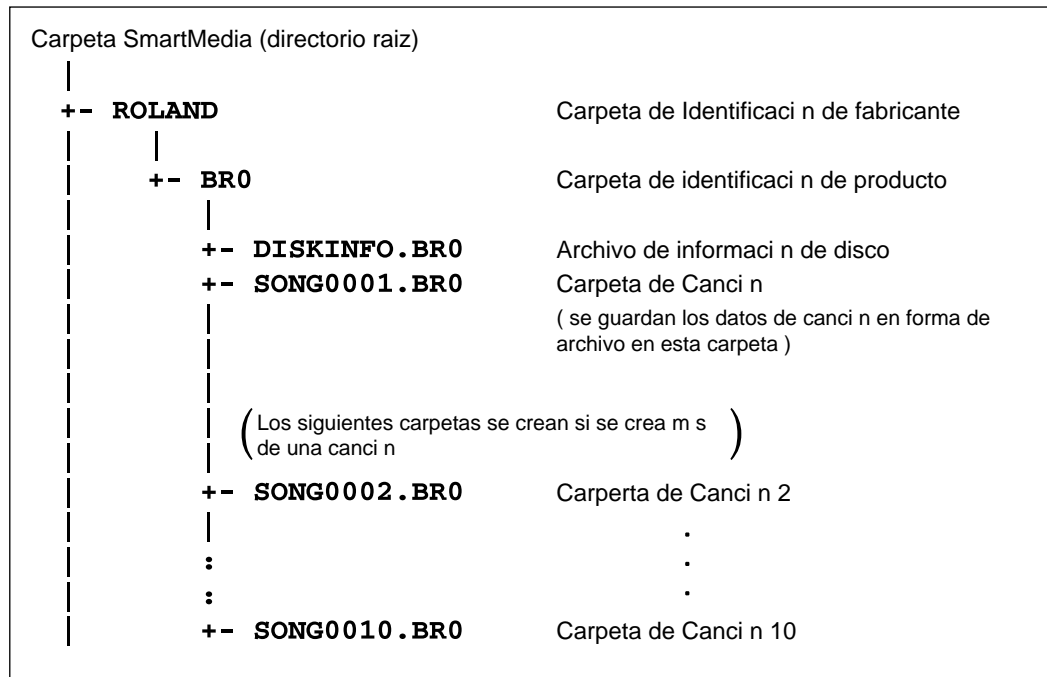 Carpeta SmartMedia (directorio raiz)
+- ROLAND Carpeta de Identificaci n de fabricante
+- BR0 Carpeta de identificaci n de producto
+- DISKINFO.BR0 Archivo de informaci n de disco
+- SONG0001.BR0 Carpeta de Canci n
( se guardan los datos de canci n en forma de
archivo en esta carpeta )
(Los siguientes carpetas se crean si se crea m s
de una canci n)
+- SONG0002.BR0 Carperta de Canci n 2
+- SONG0010.BR0 Carpeta de Canci n 10